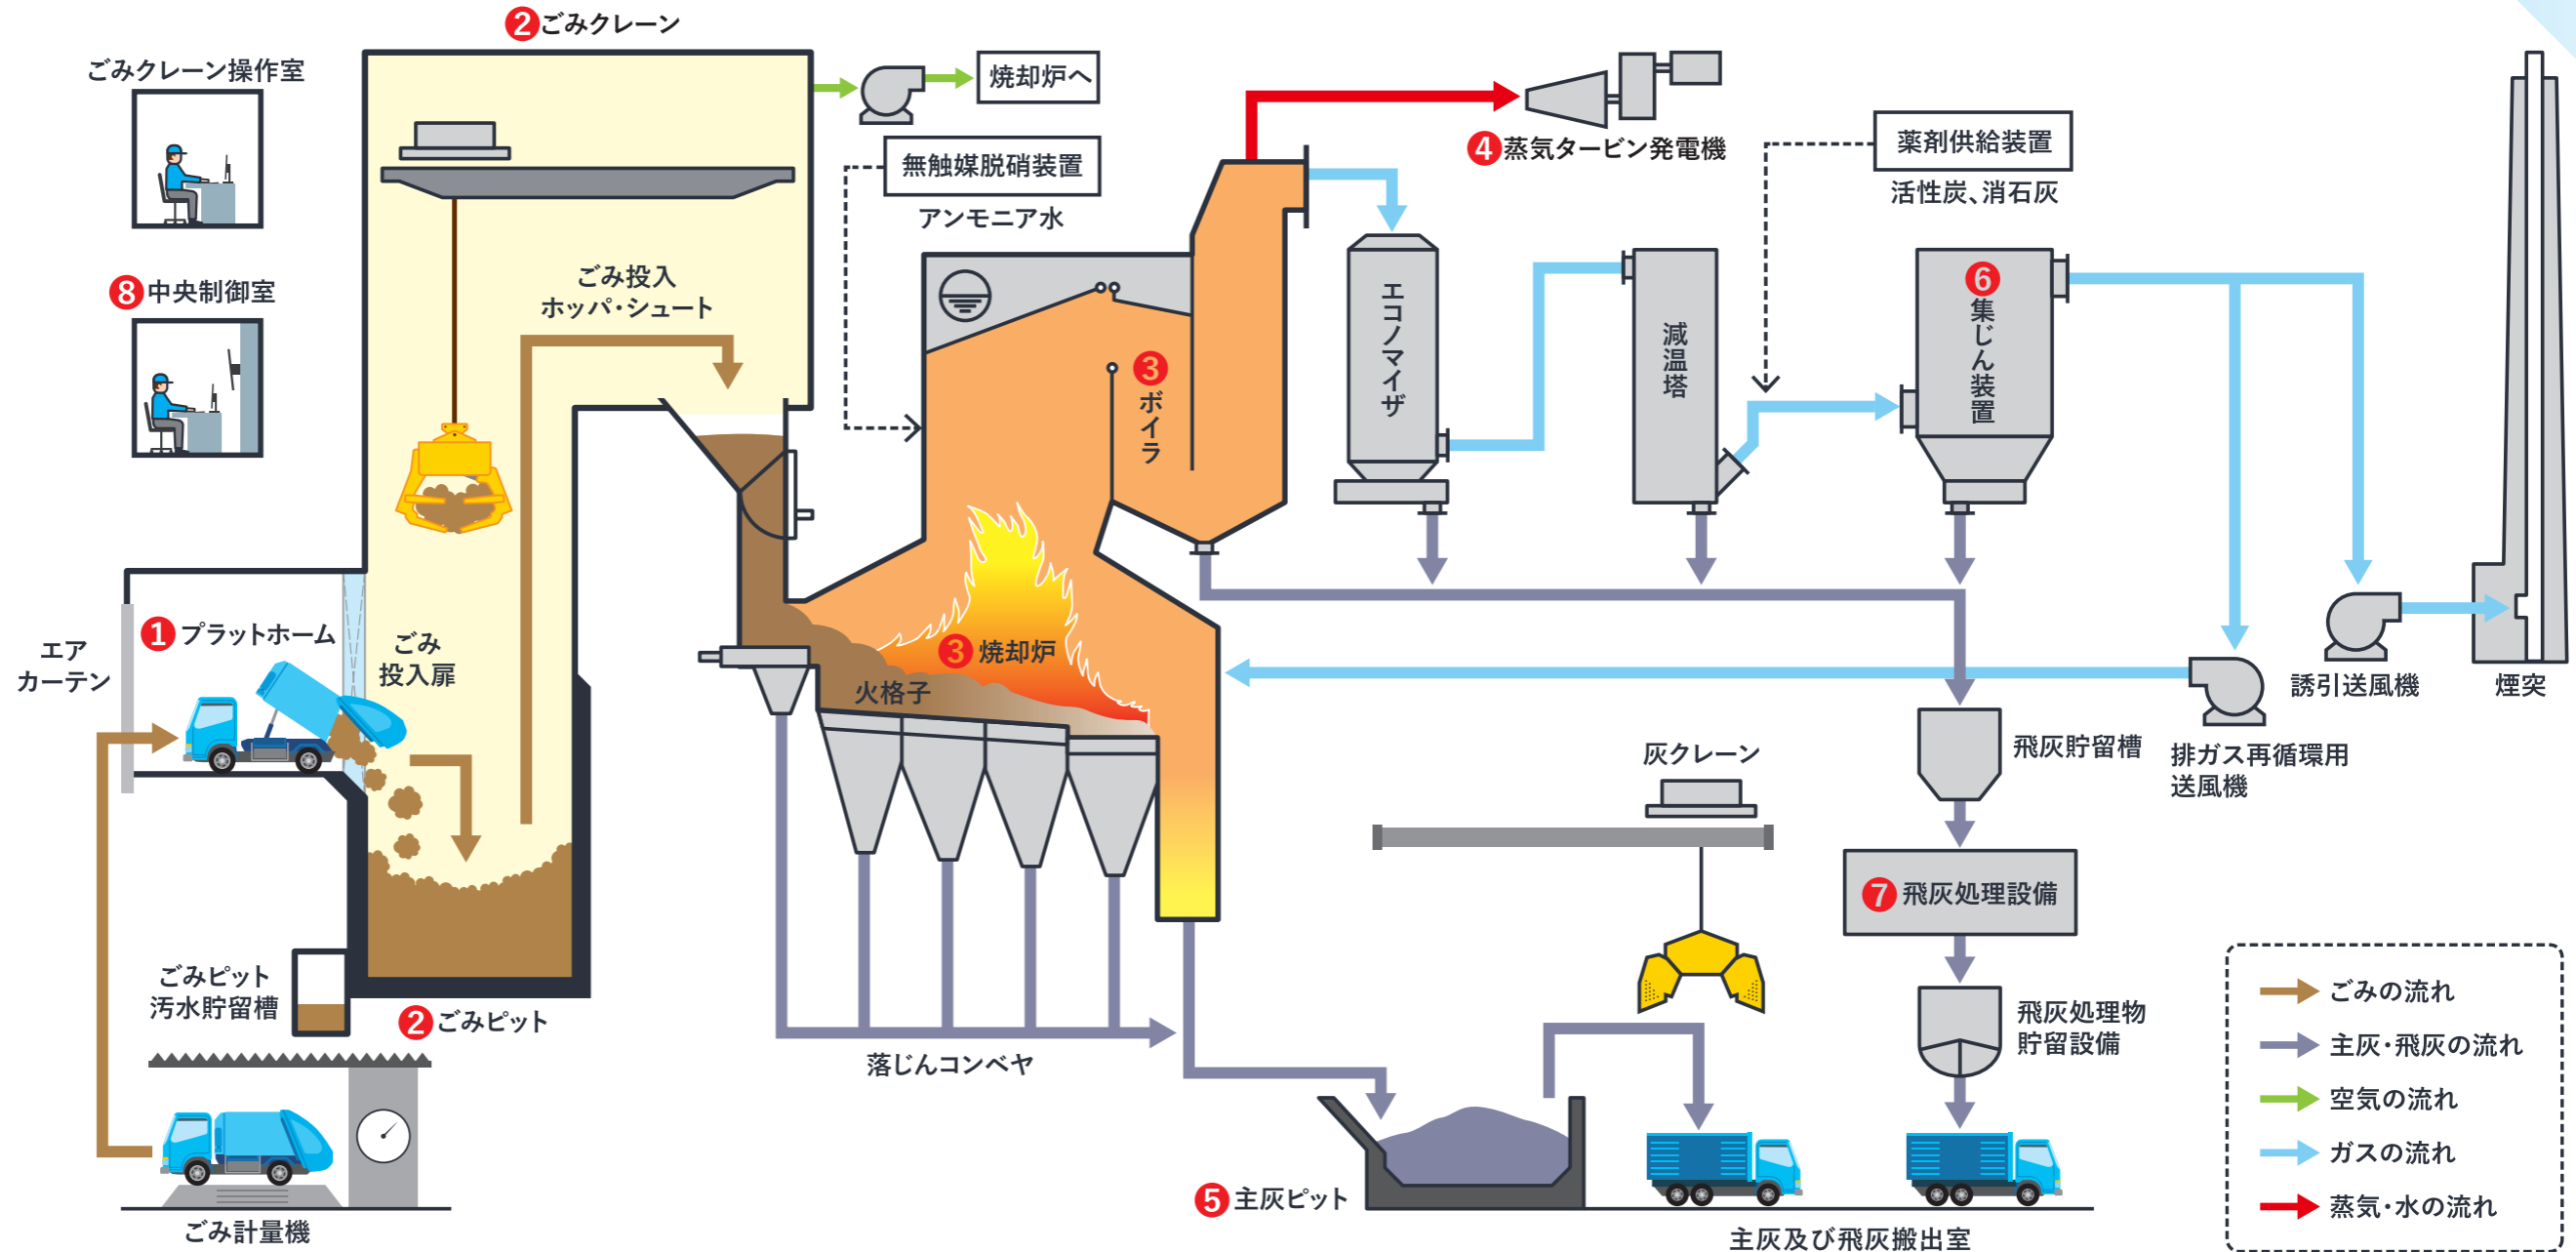 ❷ごみクレーン
ごみクレーン操作室
焼却炉へ
無触媒脱硝装置
アンモニア水
❹蒸気タービン発電機
薬剤供給装置
活性炭、消石灰
❽中央制御室
ごみ投入
ホッパ・シュート
❸
ボイラ
エコノマイザ
減温塔
❻
集じん装置
エア
カーテン
❶プラットホーム
ごみ
投入扉
❸焼却炉
火格子
誘引送風機
煙突
排ガス再循環用
送風機
飛灰貯留槽
灰クレーン
❼飛灰処理設備
ごみピット
汚水貯留槽
❷ごみピット
落じんコンベヤ
飛灰処理物
貯留設備
ごみ計量機
❺主灰ピット
主灰及び飛灰搬出室
ごみの流れ
主灰・飛灰の流れ
空気の流れ
ガスの流れ
蒸気・水の流れ